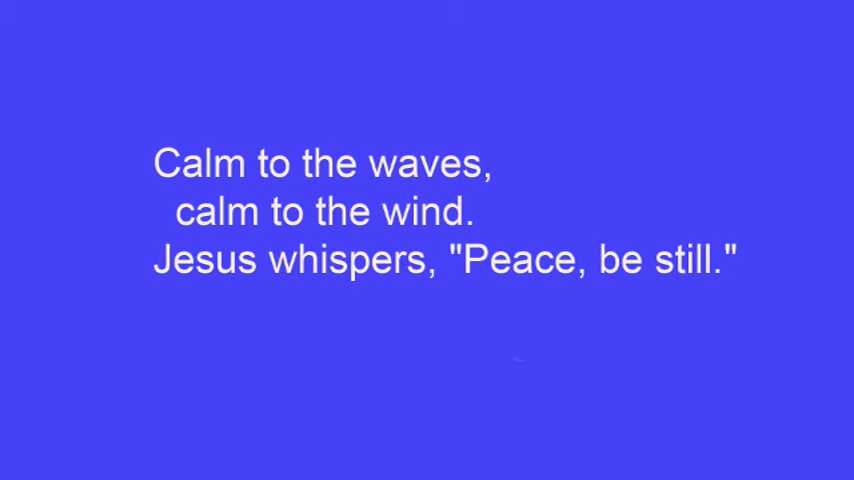 Calm to the waves,
calm to the wind.
Jesus whispers, "Peace, be still."